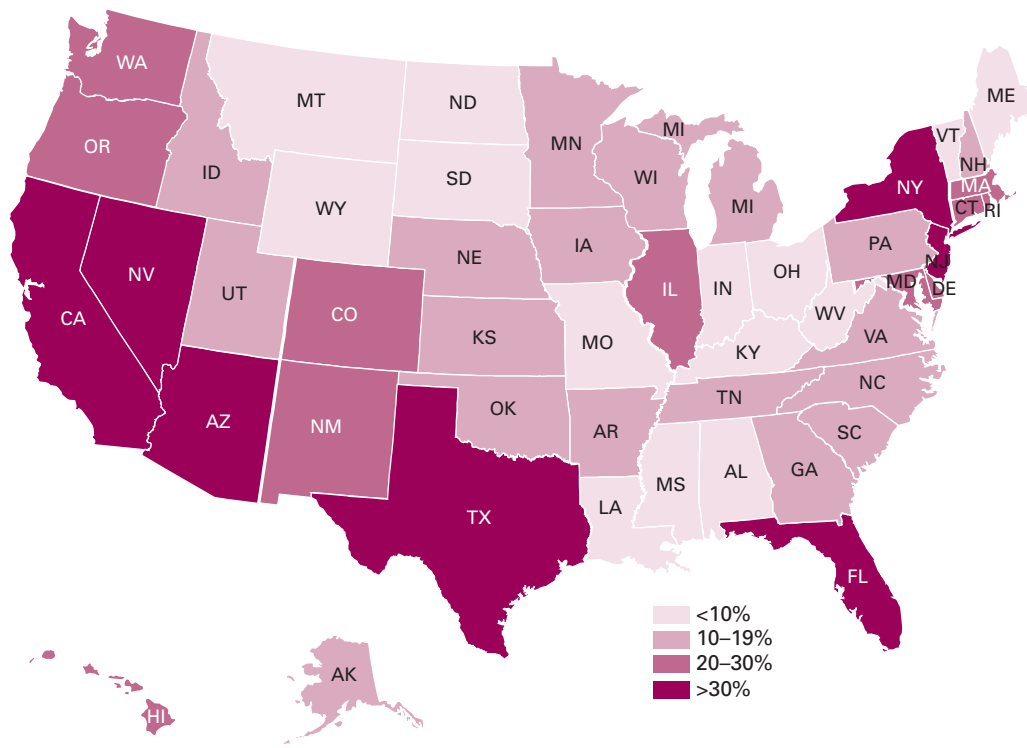 WA
MT
ND
ME
OR
ID
MN
MI
VT
NH
SD
WI
WY
MI
NY
MA
CT
RI
NV
UT
NE
IA
PA
NJ
CA
CO
IL
IN
OH
MD
DE
WV
KS
MO
KY
VA
AZ
NM
OK
TN
NC
AR
SC
TX
LA
MS
AL
GA
FL
<10%
10–19%
20–30%
>30%
AK
HI